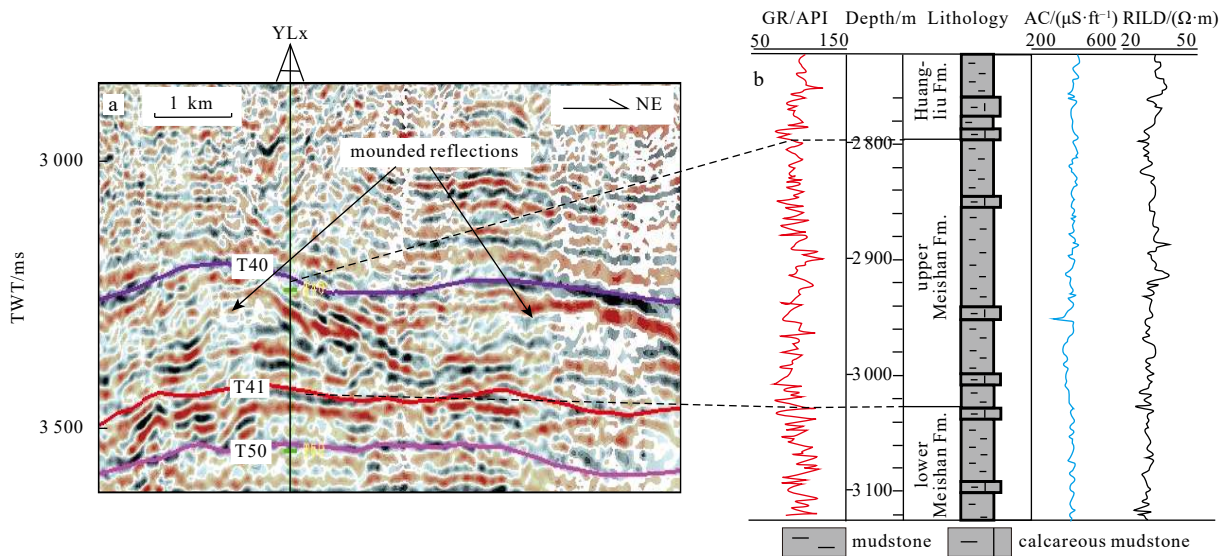 YLx
a
1 km
NE
mounded reflections
TWT/ms
3 000
3 500
T40
T41
T50
GR/API
Depth/m
Lithology
AC/(μS·ft⁻¹)
RILD/(Ω·m)
50
150
200
600
20
50
b
Huang-
liu Fm.
upper
Meishan Fm.
lower
Meishan Fm.
2 800
2 900
3 000
3 100
mudstone
calcareous mudstone